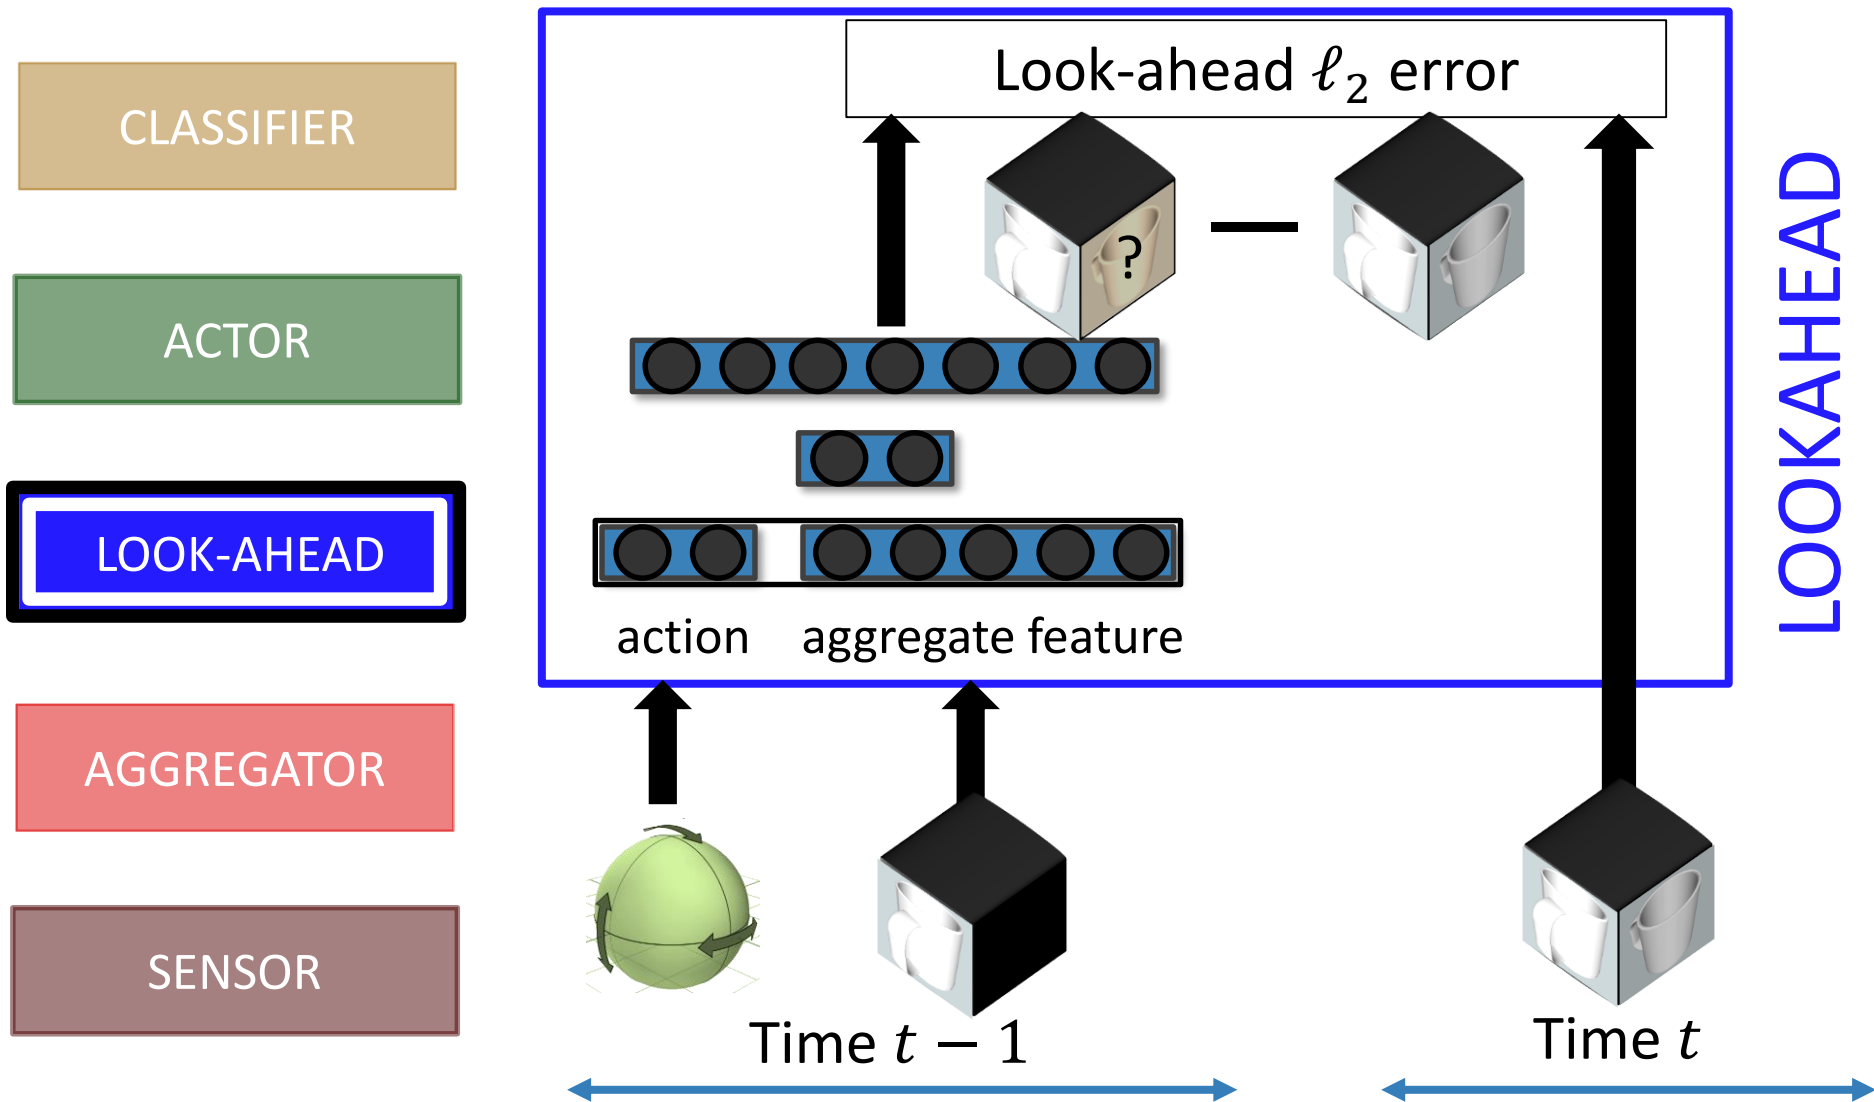 CLASSIFIER
ACTOR
LOOK-AHEAD
AGGREGATOR
SENSOR
Look-ahead ℓ₂ error
?
action
aggregate feature
Time t − 1
Time t
LOOKAHEAD